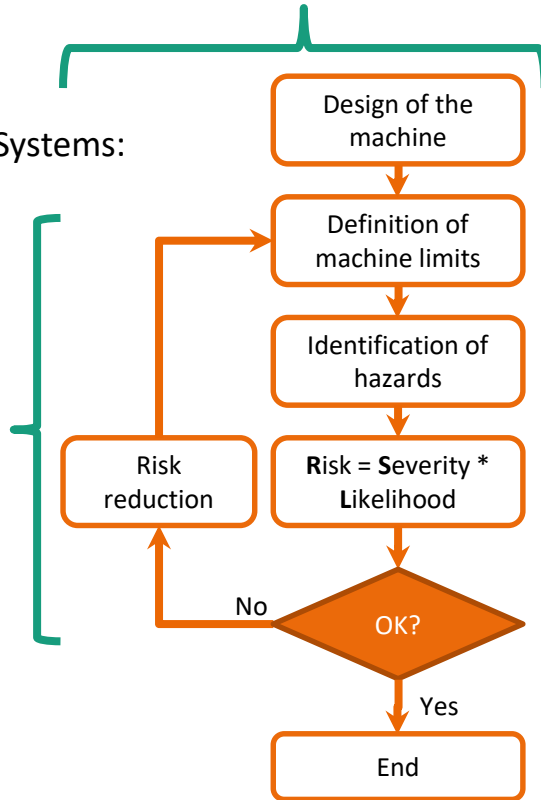 Design of the
machine
Systems:
Definition of
machine limits
Identification of
hazards
Risk
reduction
Risk = Severity *
Likelihood
No
OK?
Yes
End